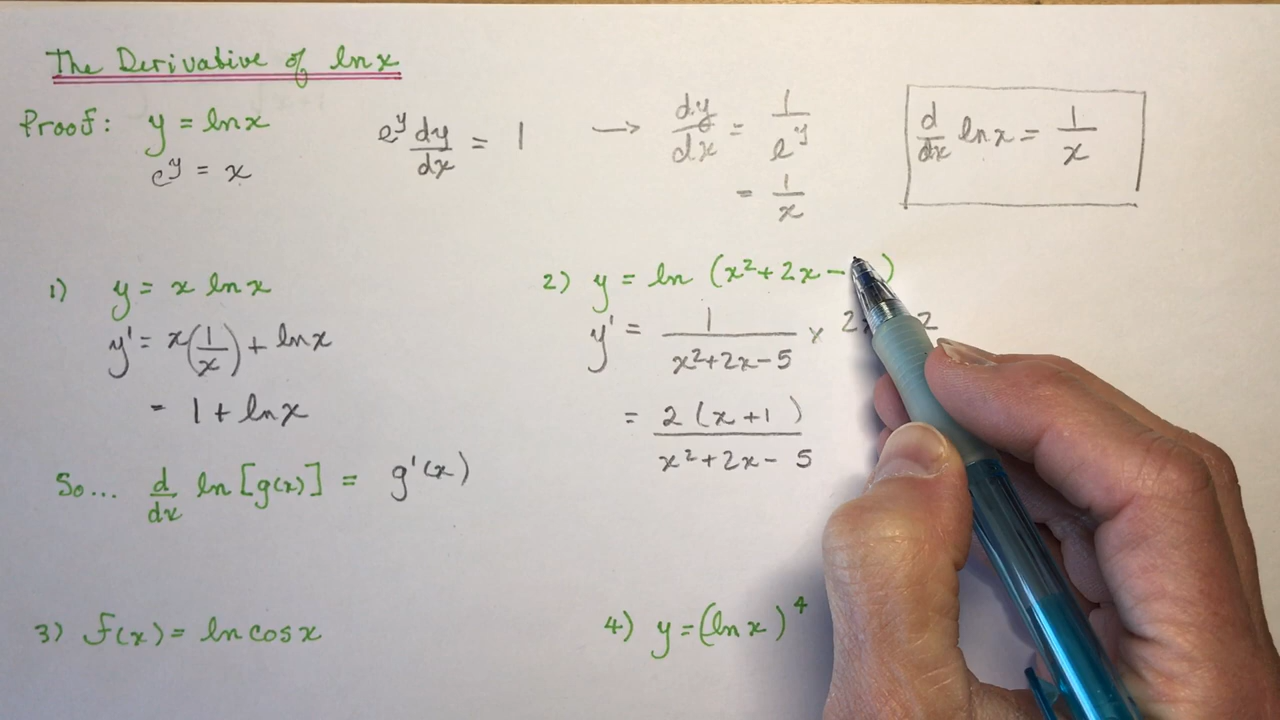 The Derivative of ln x
Proof: y = ln x
e^y = x
e^y dy/dx = 1
→ dy/dx = 1/e^y
= 1/x
d/dx ln x = 1/x
1) y = x ln x
y' = x(1/x) + ln x
= 1 + ln x
2) y = ln (x² + 2x - )
y' = 1/(x²+2x-5) × 2x 2
= 2(x+1)/(x²+2x-5)
So... d/dx ln [g(x)] = g'(x)
3) f(x) = ln cos x
4) y = (ln x)⁴